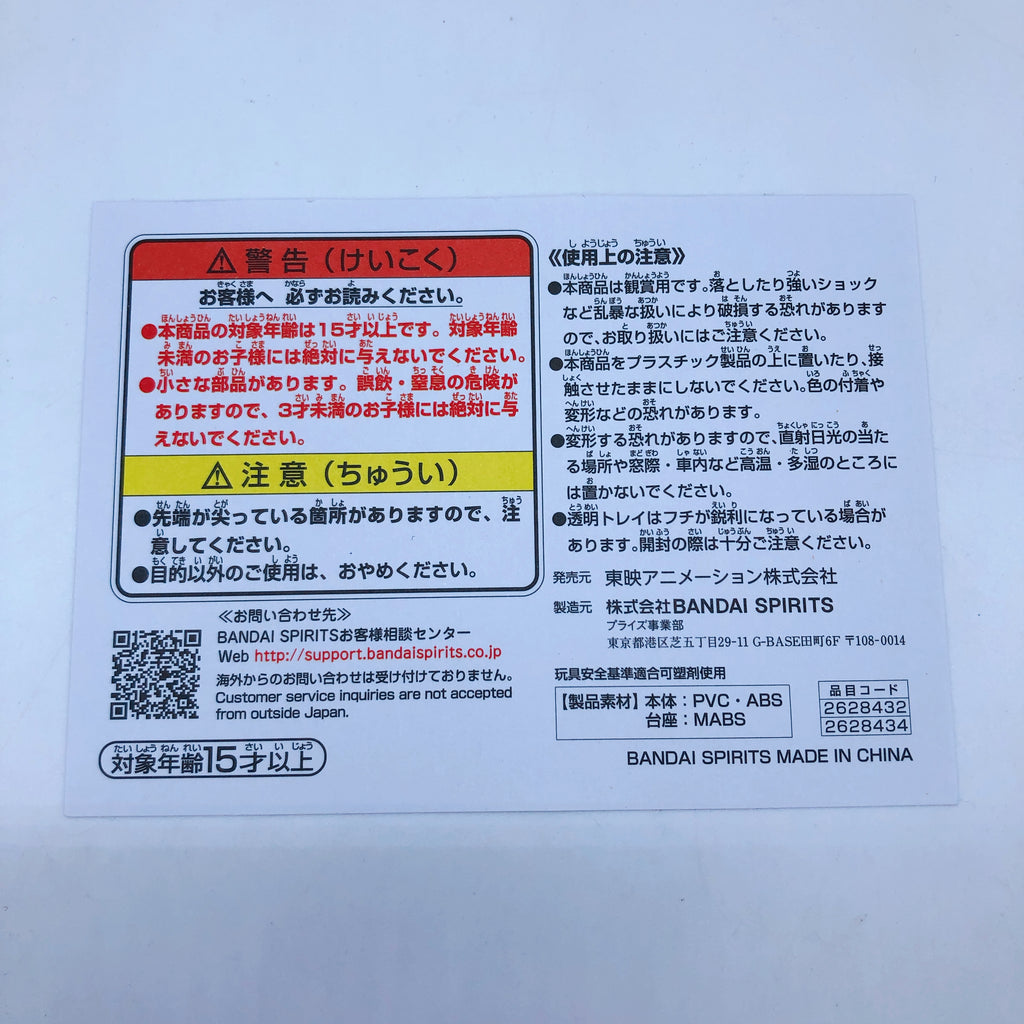 ⚠警告（けいこく）
お客様へ 必ずお読みください。
●本商品の対象年齢は15才以上です。対象年齢
未満のお子様には絶対に与えないでください。
●小さな部品があります。誤飲・窒息の危険が
ありますので、3才未満のお子様には絶対に与
えないでください。
⚠注意（ちゅうい）
●先端が尖っている箇所がありますので、注
意してください。
●目的以外のご使用は、おやめください。
≪お問い合わせ先≫
BANDAI SPIRITSお客様相談センター
Web http://support.bandaispirits.co.jp
海外からのお問い合わせは受け付けておりません。
Customer service inquiries are not accepted
from outside Japan.
対象年齢15才以上
《使用上の注意》
●本商品は観賞用です。落としたり強いショック
など乱暴な扱いにより破損する恐れがあります
ので、お取り扱いにはご注意ください。
●本商品をプラスチック製品の上に置いたり、接
触させたままにしないでください。色の付着や
変形などの恐れがあります。
●変形する恐れがありますので、直射日光の当た
る場所や窓際・車内など高温・多湿のところに
は置かないでください。
●透明トレイはフチが鋭利になっている場合が
あります。開封の際は十分ご注意ください。
発売元 東映アニメーション株式会社
製造元 株式会社BANDAI SPIRITS
プライズ事業部
東京都港区芝五丁目29-11 G-BASE田町6F 〒108-0014
玩具安全基準適合可塑剤使用
【製品素材】本体：PVC・ABS
台座：MABS
品目コード
2628432
2628434
BANDAI SPIRITS MADE IN CHINA